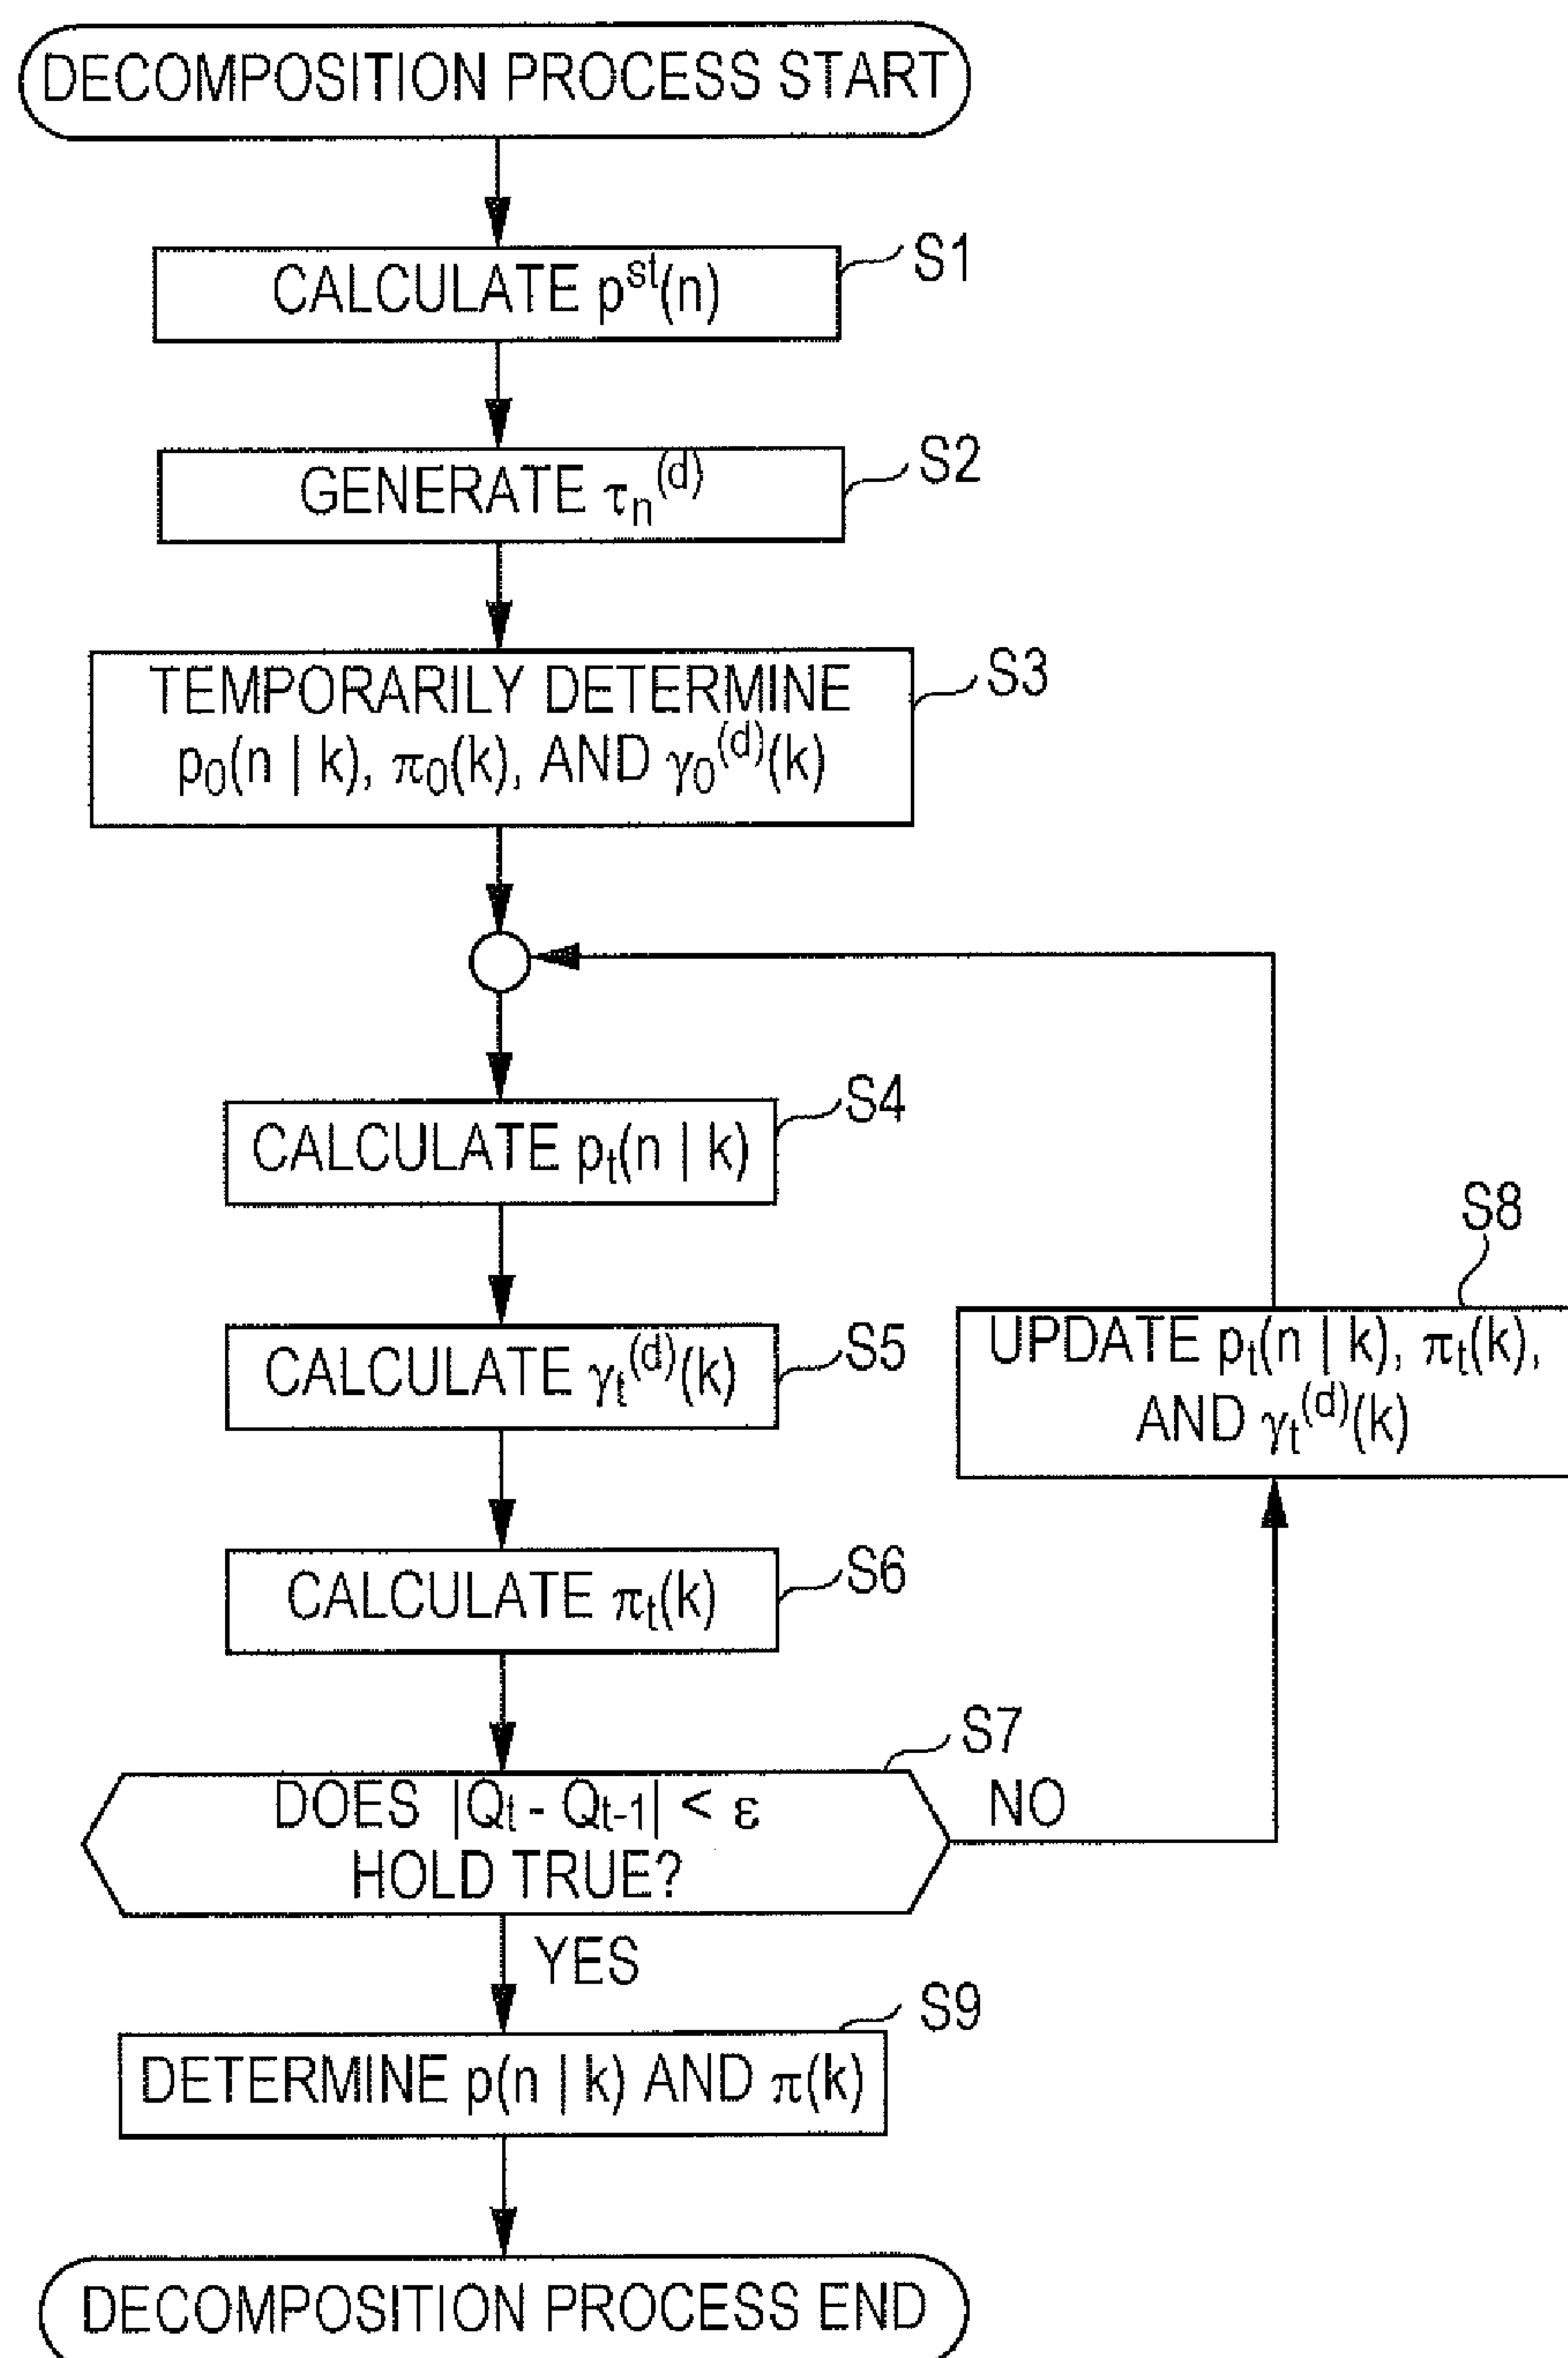 DECOMPOSITION PROCESS START
S1
CALCULATE p^st(n)
S2
GENERATE τn^(d)
S3
TEMPORARILY DETERMINE
p0(n | k), π0(k), AND γ0^(d)(k)
S4
CALCULATE pt(n | k)
S8
UPDATE pt(n | k), πt(k),
AND γt^(d)(k)
S5
CALCULATE γt^(d)(k)
S6
CALCULATE πt(k)
S7
DOES |Qt - Qt-1| < ε
HOLD TRUE?
NO
YES
S9
DETERMINE p(n | k) AND π(k)
DECOMPOSITION PROCESS END